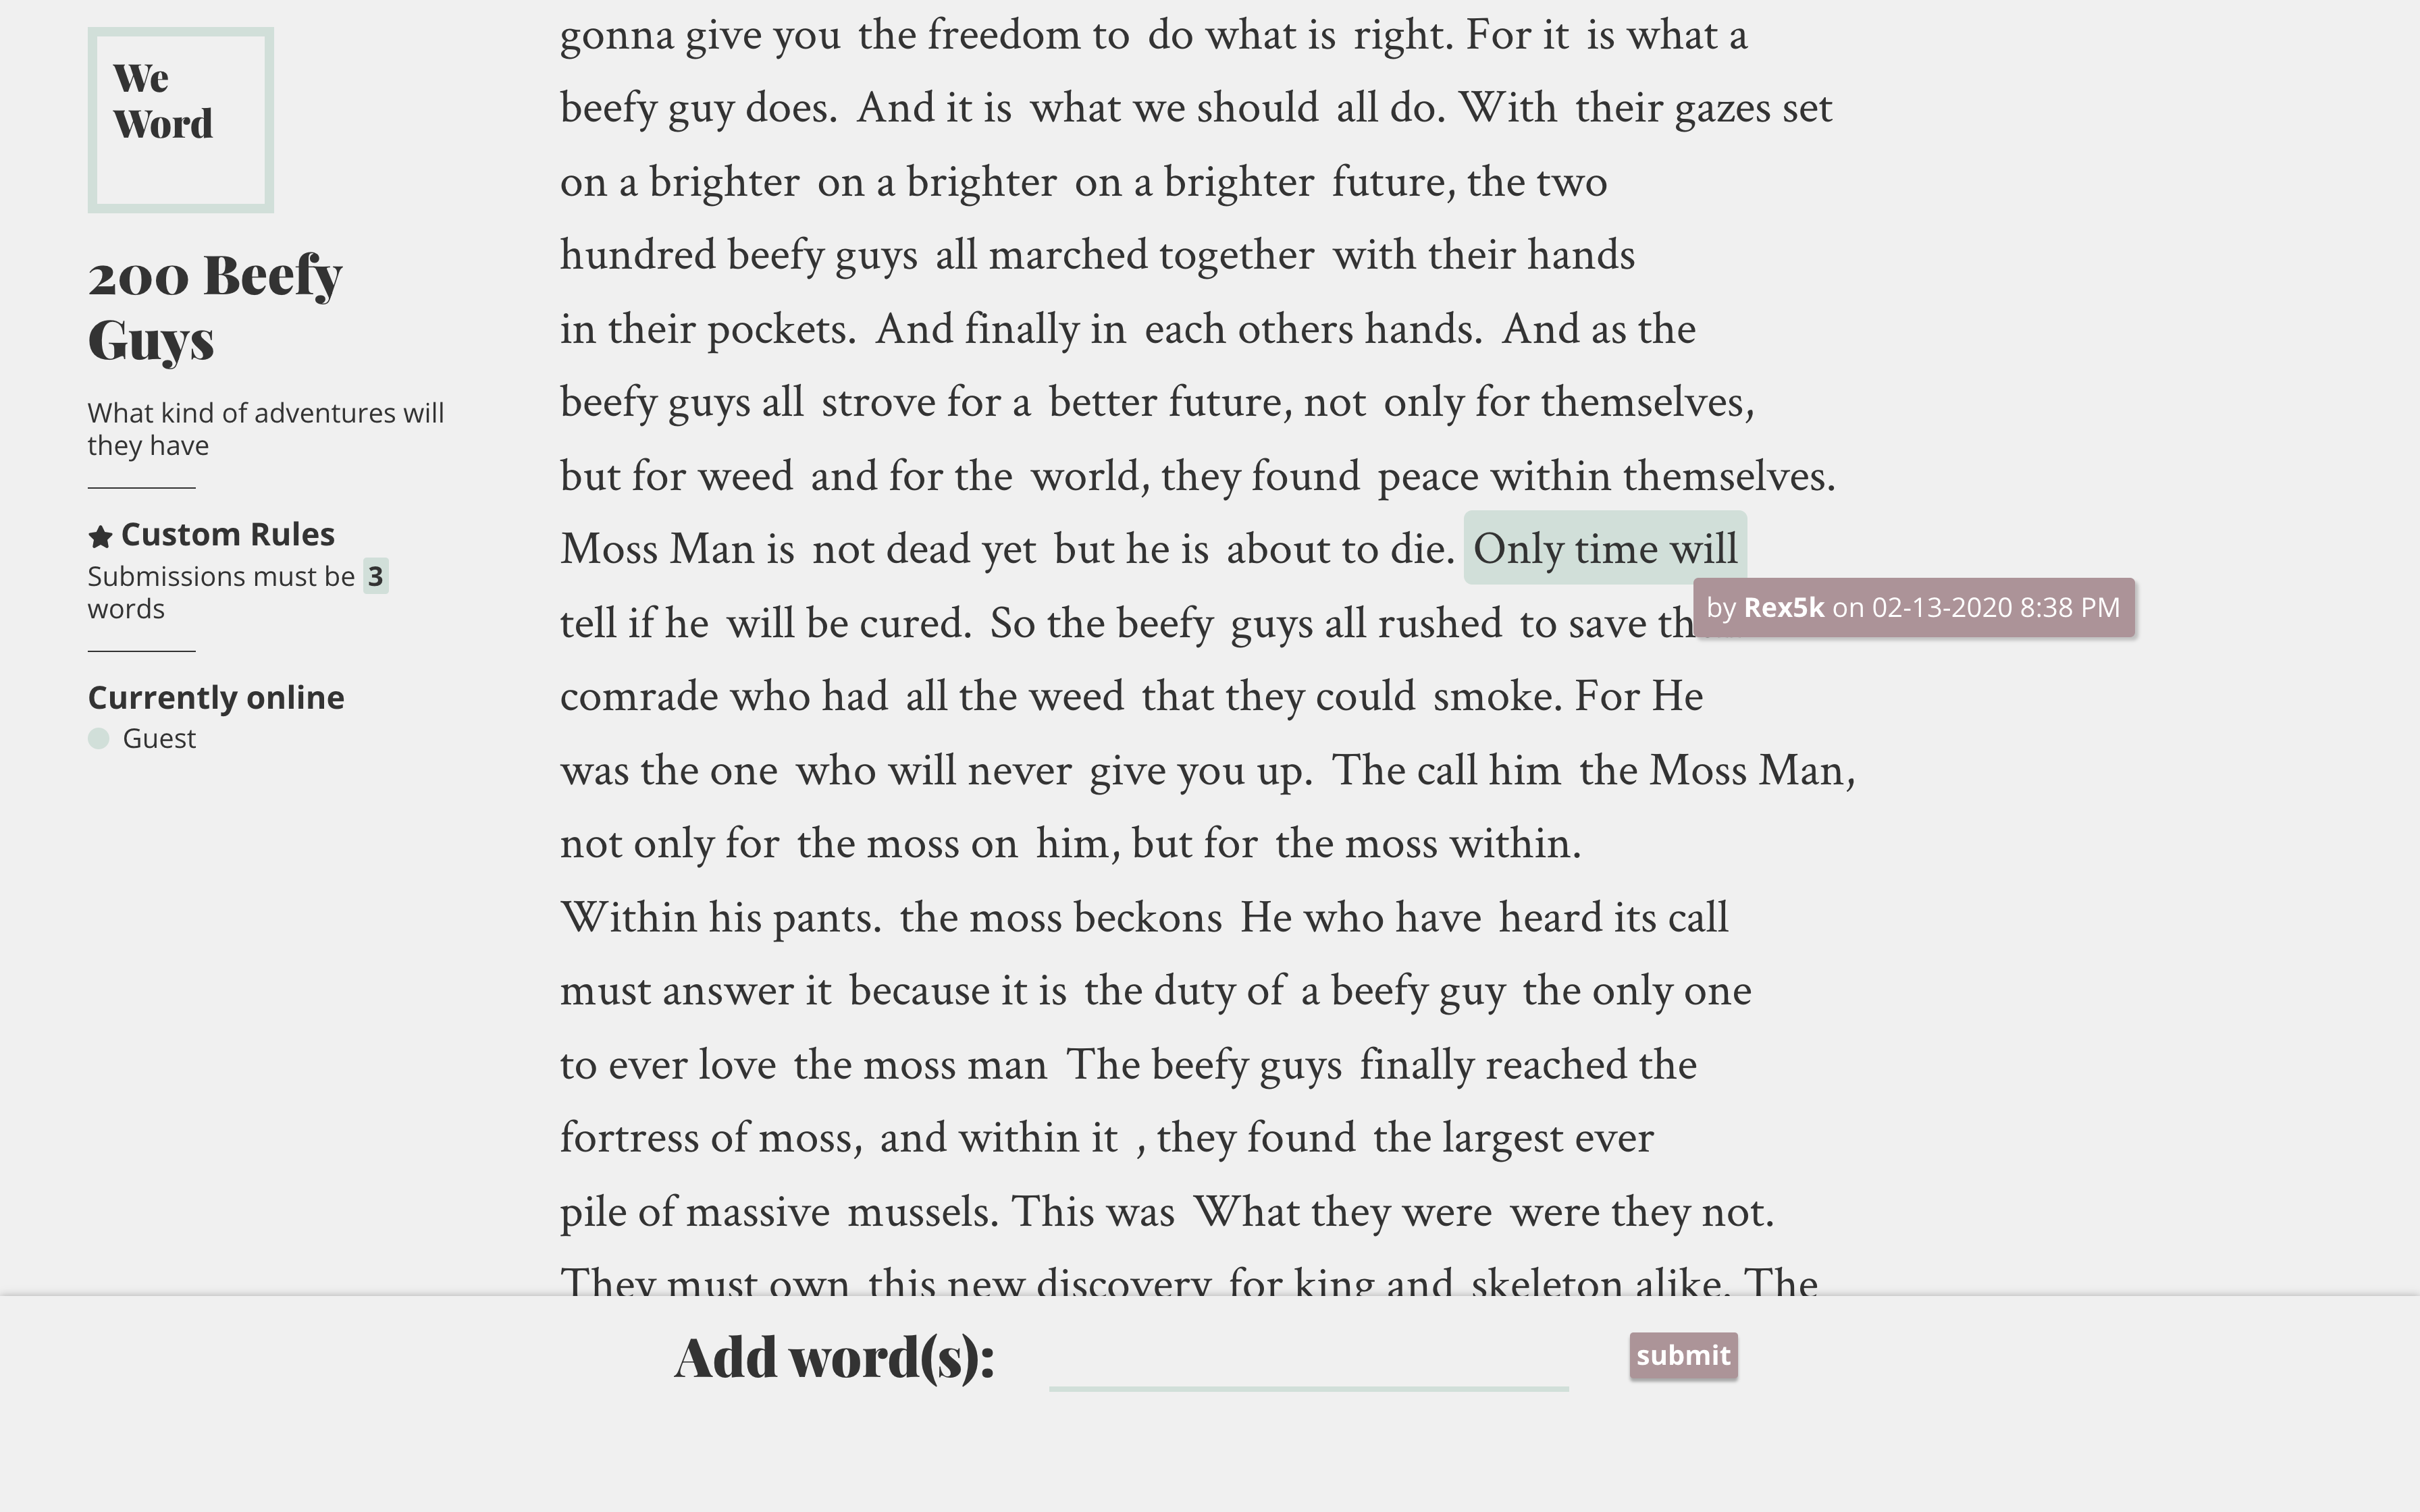 We
Word
200 Beefy
Guys
What kind of adventures will
they have
Custom Rules
Submissions must be 3
words
Currently online
Guest
gonna give you the freedom to do what is right. For it is what a
beefy guy does. And it is what we should all do. With their gazes set
on a brighter on a brighter on a brighter future, the two
hundred beefy guys all marched together with their hands
in their pockets. And finally in each others hands. And as the
beefy guys all strove for a better future, not only for themselves,
but for weed and for the world, they found peace within themselves.
Moss Man is not dead yet but he is about to die. Only time will
by Rex5k on 02-13-2020 8:38 PM
tell if he will be cured. So the beefy guys all rushed to save
comrade who had all the weed that they could smoke. For He
was the one who will never give you up. The call him the Moss Man,
not only for the moss on him, but for the moss within.
Within his pants. the moss beckons He who have heard its call
must answer it because it is the duty of a beefy guy the only one
to ever love the moss man The beefy guys finally reached the
fortress of moss, and within it , they found the largest ever
pile of massive mussels. This was What they were were they not.
They must own this new discovery for king and skeleton alike. The
Add word(s):
submit